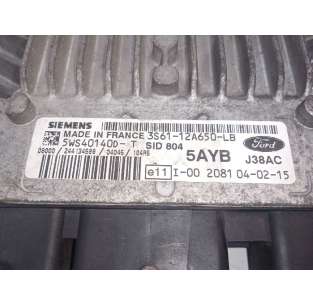 SIEMENS
MADE IN FRANCE 3S61-12A650-LB
5WS40140D-T SID 804
5AYB
Ford
J38AC
e11 I-00 2081 04-02-15